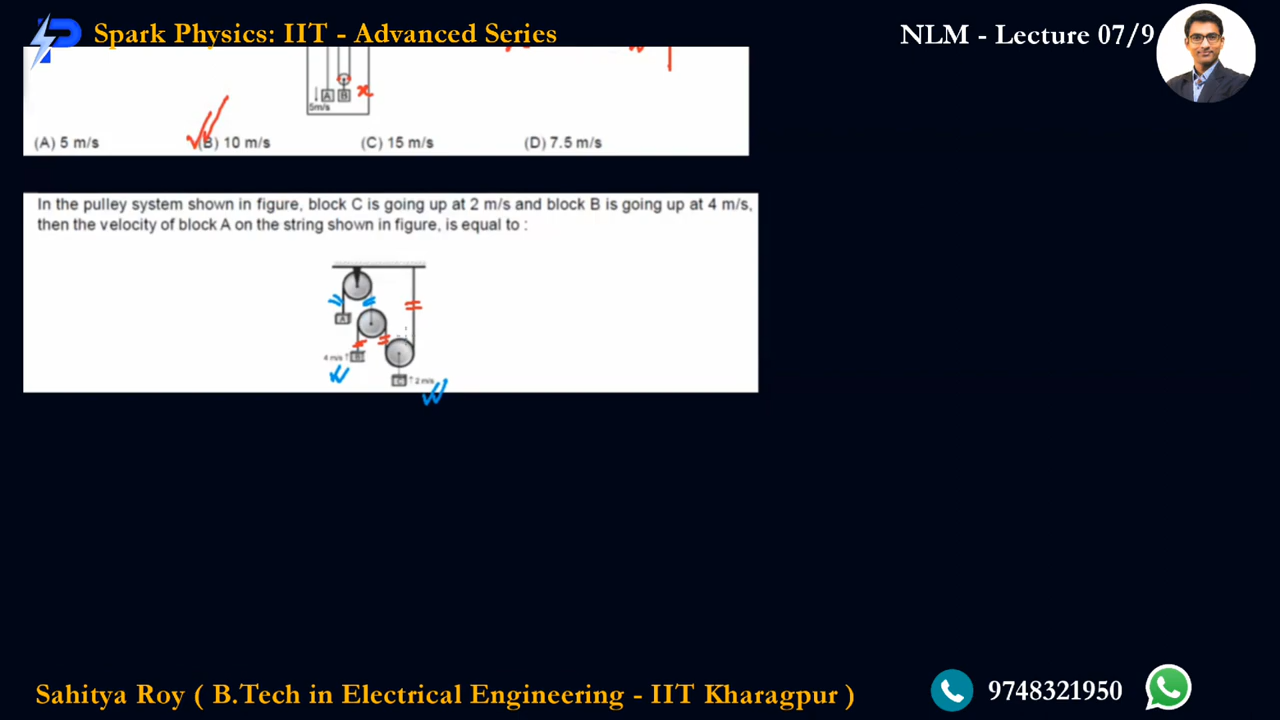 Spark Physics: IIT - Advanced Series
NLM - Lecture 07/9
A B
5m/s
(A) 5 m/s (B) 10 m/s (C) 15 m/s (D) 7.5 m/s
In the pulley system shown in figure, block C is going up at 2 m/s and block B is going up at 4 m/s,
then the velocity of block A on the string shown in figure, is equal to :
A
4 m/s ↑ B
↑ 2 m/s
Sahitya Roy ( B.Tech in Electrical Engineering - IIT Kharagpur )
9748321950